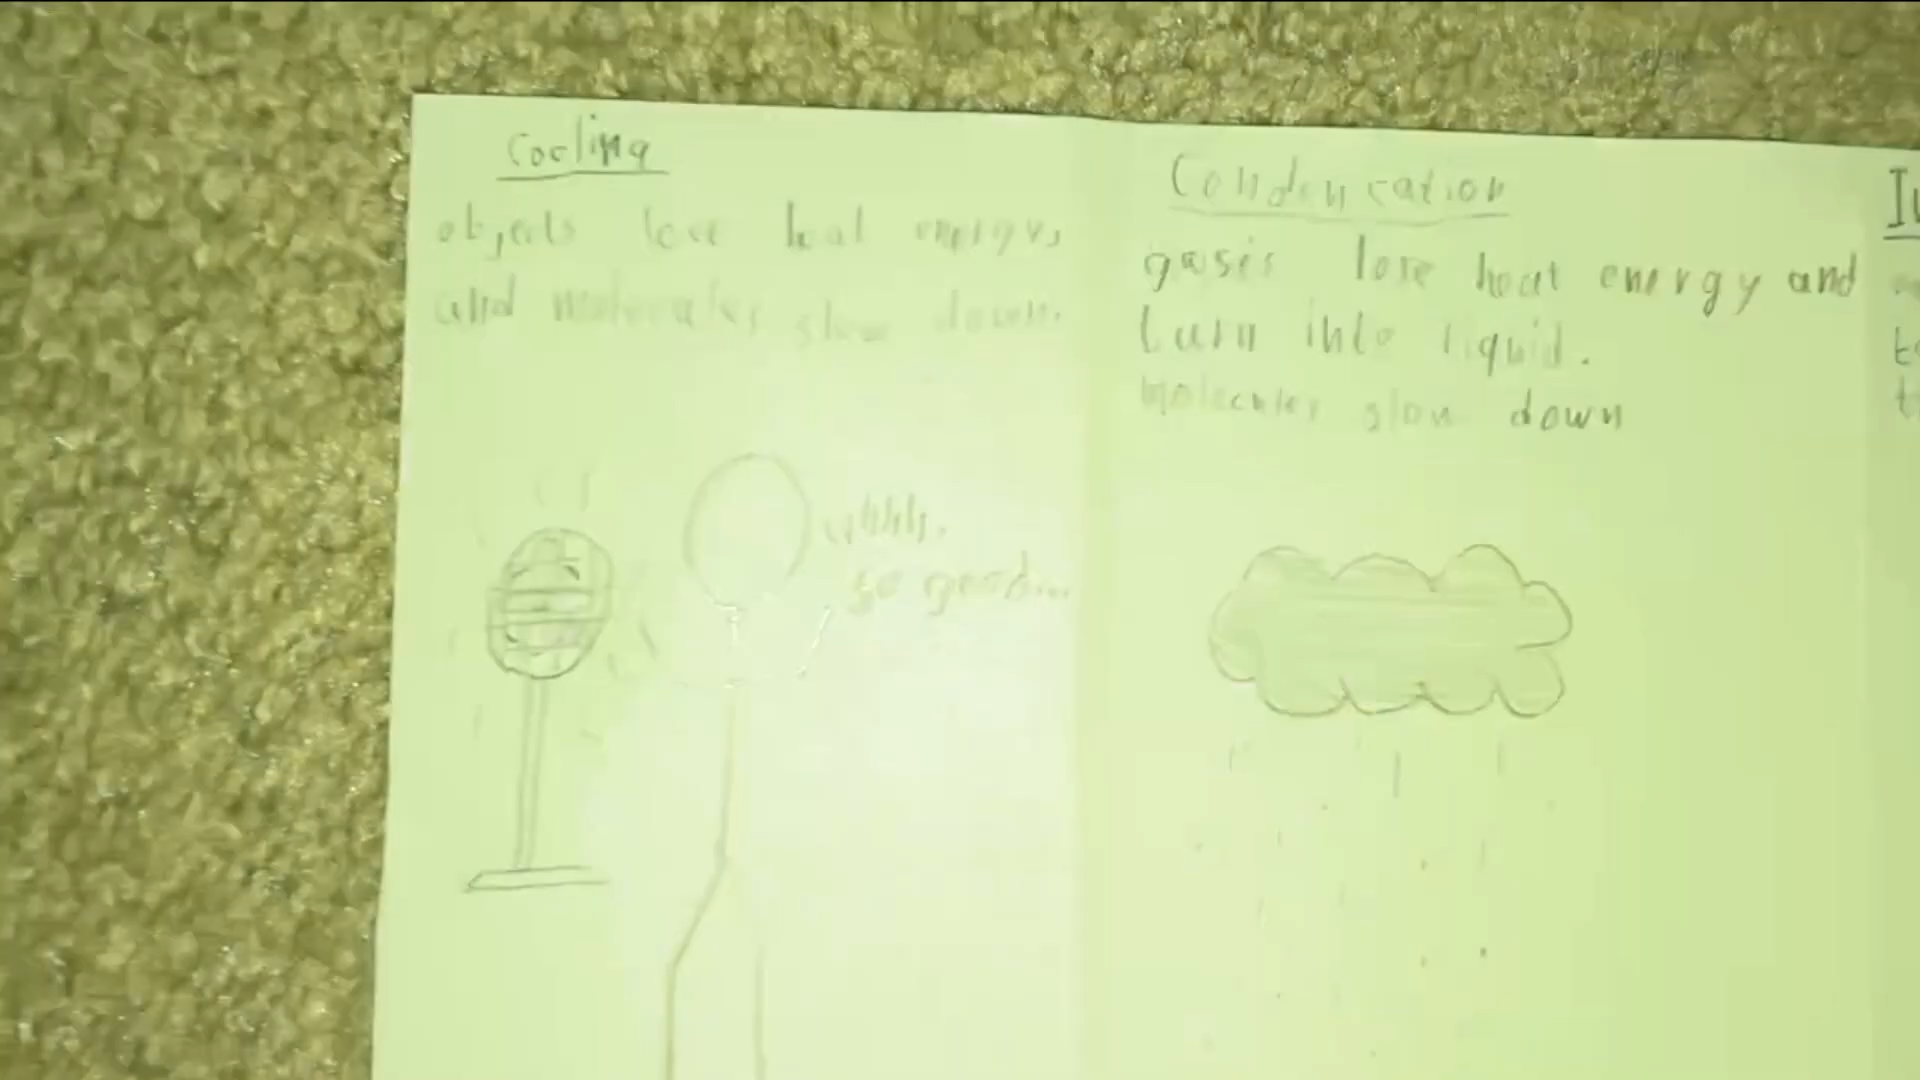 Cooling
objects lose heat energy,
and molecules slow down.
so good...
Condencation
gases lose heat energy and
turn into liquid.
molecules slow down